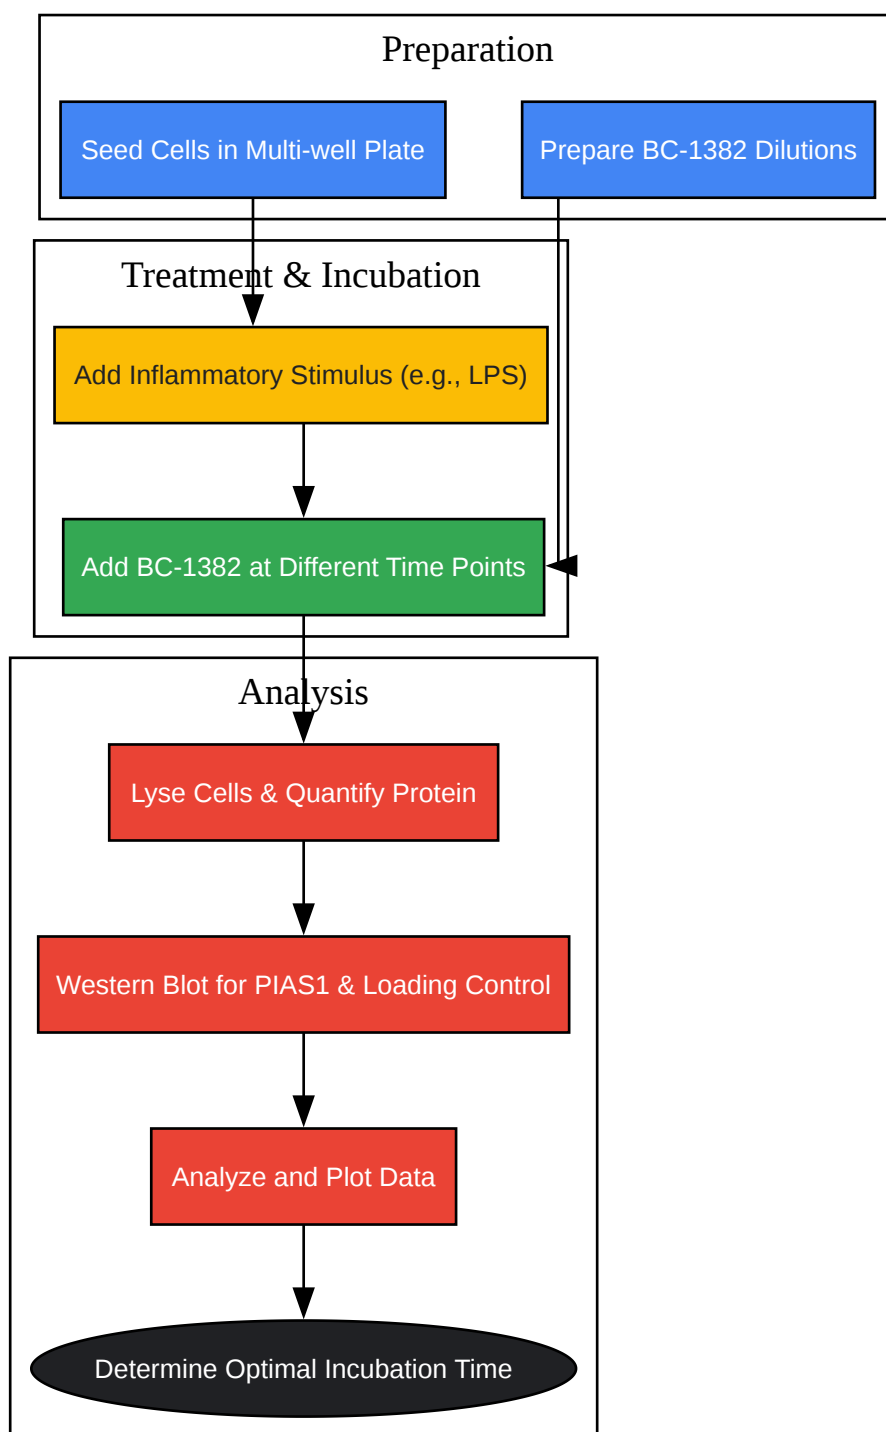 Preparation
Seed Cells in Multi-well Plate
Prepare BC-1382 Dilutions
Treatment & Incubation
Add Inflammatory Stimulus (e.g., LPS)
Add BC-1382 at Different Time Points
Analysis
Lyse Cells & Quantify Protein
Western Blot for PIAS1 & Loading Control
Analyze and Plot Data
Determine Optimal Incubation Time